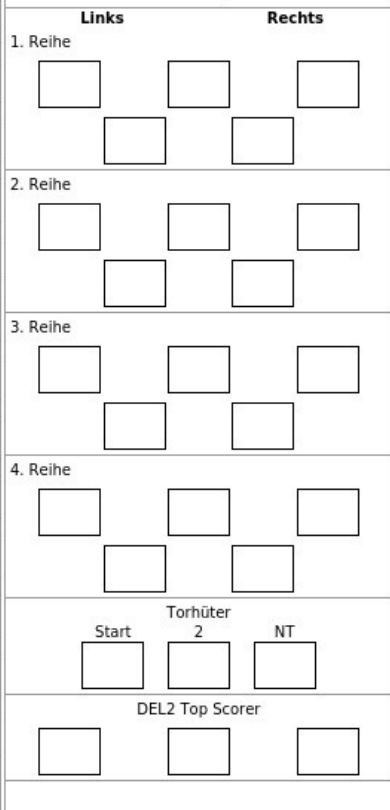 Links Rechts
1. Reihe
2. Reihe
3. Reihe
4. Reihe
Torhüter
Start 2 NT
DEL2 Top Scorer